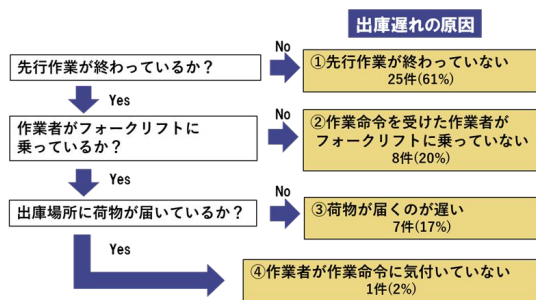 出庫遅れの原因
先行作業が終わっているか？
No
①先行作業が終わっていない
25件(61%)
Yes
作業者がフォークリフトに
乗っているか？
No
②作業命令を受けた作業者が
フォークリフトに乗っていない
8件(20%)
Yes
出庫場所に荷物が届いているか？
No
③荷物が届くのが遅い
7件(17%)
Yes
④作業者が作業命令に気付いていない
1件(2%)